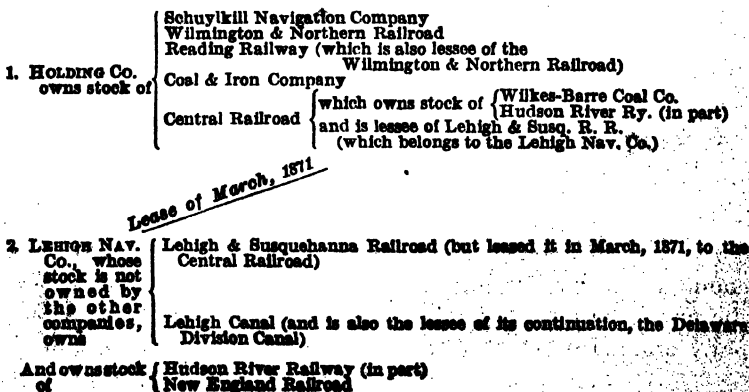 1. HOLDING CO. owns stock of
Schuylkill Navigation Company
Wilmington & Northern Railroad
Reading Railway (which is also lessee of the
Wilmington & Northern Railroad)
Coal & Iron Company
Central Railroad
which owns stock of
Wilkes-Barre Coal Co.
Hudson River Ry. (in part)
and is lessee of Lehigh & Susq. R. R.
(which belongs to the Lehigh Nav. Co.)
Lease of March, 1871
2. LEHIGH NAV.
Co., whose
stock is not
owned by
the other
companies,
owns
Lehigh & Susquehanna Railroad (but leased it in March, 1871, to the
Central Railroad)
Lehigh Canal (and is also the lessee of its continuation, the Delaware
Division Canal)
And owns stock
of
Hudson River Railway (in part)
New England Railroad